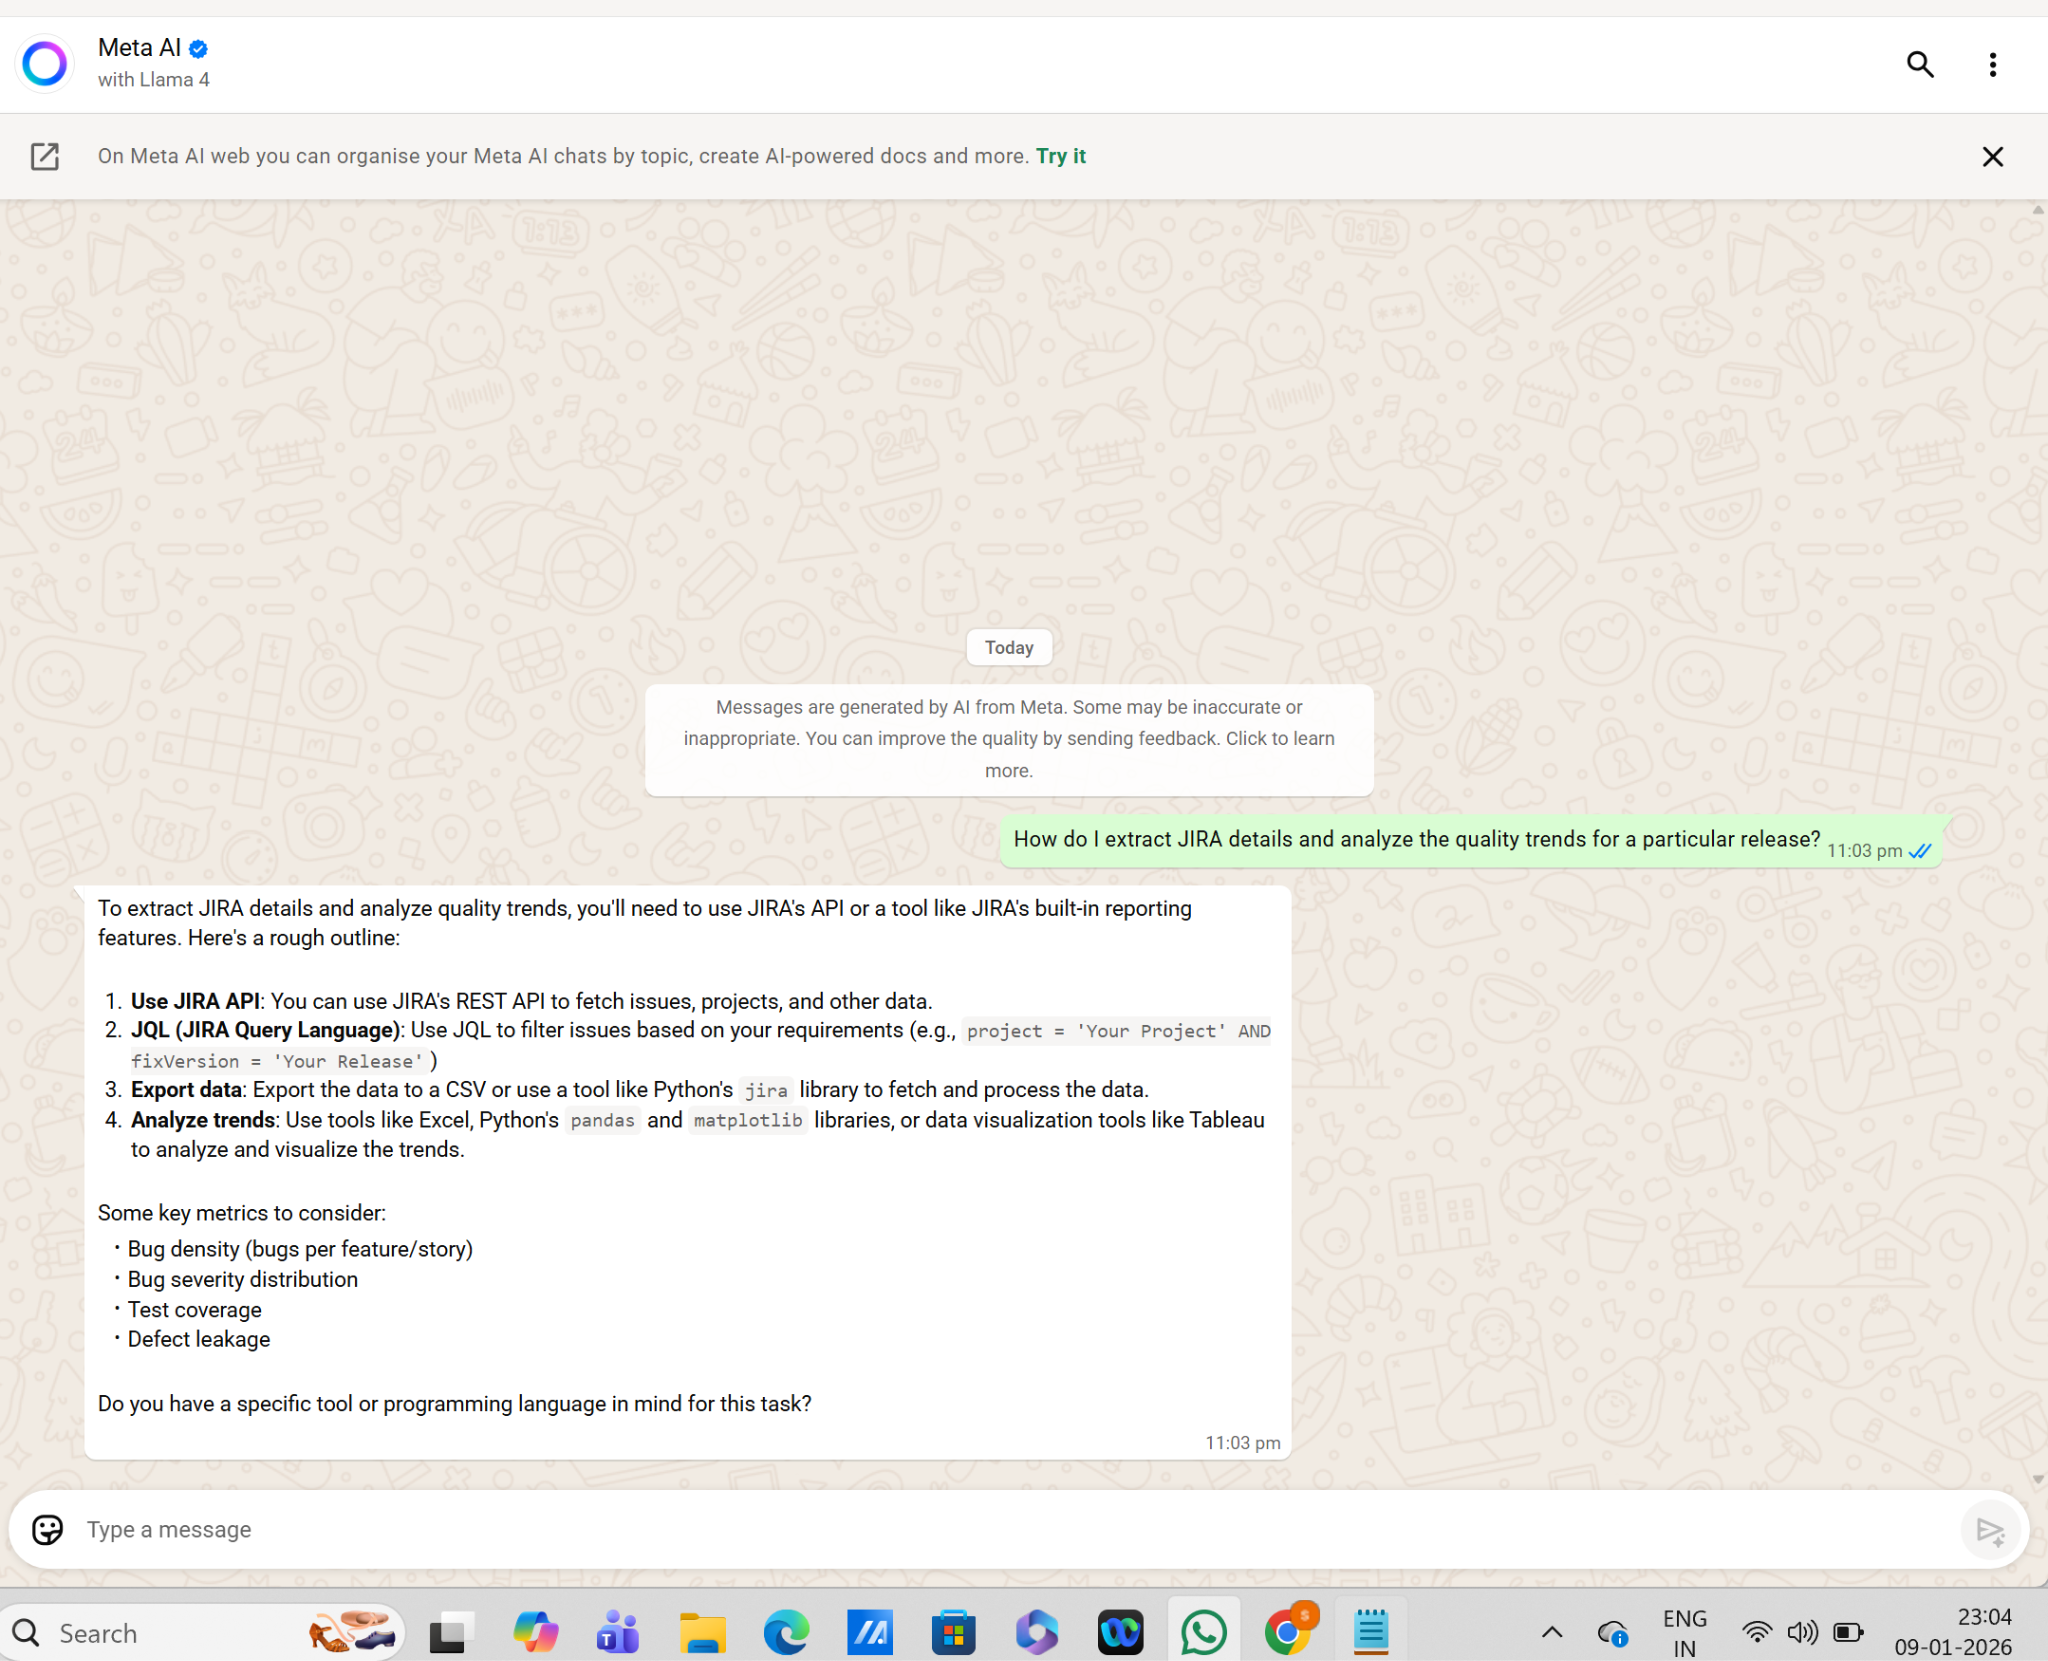 Meta AI
with Llama 4
On Meta AI web you can organise your Meta AI chats by topic, create AI-powered docs and more. Try it
Today
Messages are generated by AI from Meta. Some may be inaccurate or
inappropriate. You can improve the quality by sending feedback. Click to learn
more.
How do I extract JIRA details and analyze the quality trends for a particular release? 11:03 pm
To extract JIRA details and analyze quality trends, you'll need to use JIRA's API or a tool like JIRA's built-in reporting
features. Here's a rough outline:
1. Use JIRA API: You can use JIRA's REST API to fetch issues, projects, and other data.
2. JQL (JIRA Query Language): Use JQL to filter issues based on your requirements (e.g., project = 'Your Project' AND
fixVersion = 'Your Release' )
3. Export data: Export the data to a CSV or use a tool like Python's jira library to fetch and process the data.
4. Analyze trends: Use tools like Excel, Python's pandas and matplotlib libraries, or data visualization tools like Tableau
to analyze and visualize the trends.
Some key metrics to consider:
• Bug density (bugs per feature/story)
• Bug severity distribution
• Test coverage
• Defect leakage
Do you have a specific tool or programming language in mind for this task?
11:03 pm
Type a message
Search
ENG
IN
23:04
09-01-2026